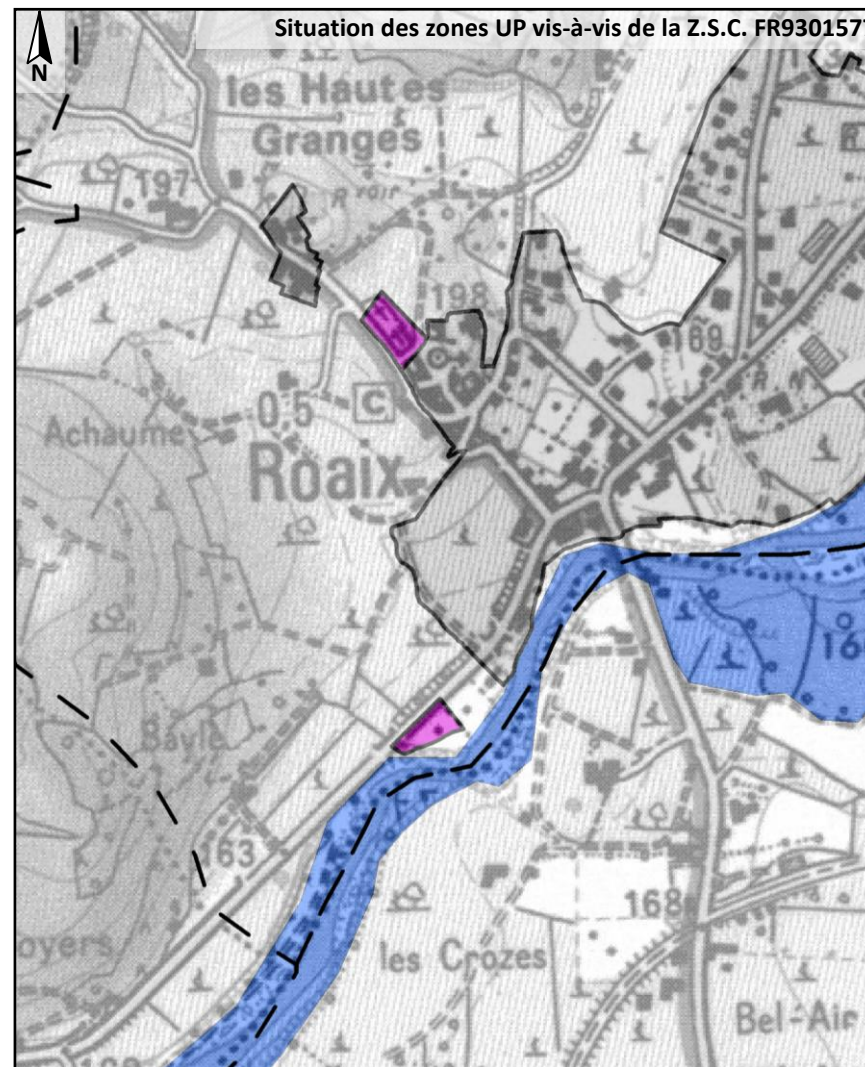 Situation des zones UP vis-à-vis de la Z.S.C. FR930157
N
les Hautes
Granges
197
198
169
0.5
C
Achaume
Roaix
Bayle
163
168
oyers
les Crozes
Bel-Air